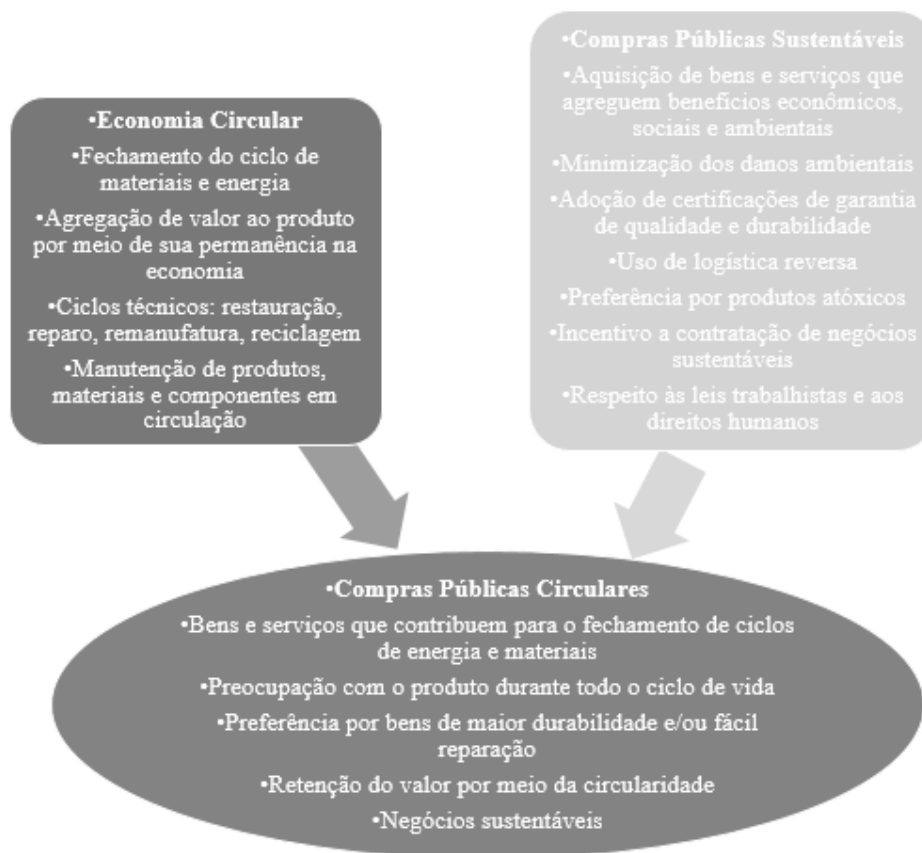 •Economia Circular
•Fechamento do ciclo de
materiais e energia
•Agregação de valor ao produto
por meio de sua permanência na
economia
•Ciclos técnicos: restauração,
reparo, remanufatura, reciclagem
•Manutenção de produtos,
materiais e componentes em
circulação
•Compras Públicas Sustentáveis
•Aquisição de bens e serviços que
agreguem benefícios econômicos,
sociais e ambientais
•Minimização dos danos ambientais
•Adoção de certificações de garantia
de qualidade e durabilidade
•Uso de logística reversa
•Preferência por produtos atóxicos
•Incentivo a contratação de negócios
sustentáveis
•Respeito às leis trabalhistas e aos
direitos humanos
•Compras Públicas Circulares
•Bens e serviços que contribuem para o fechamento de ciclos
de energia e materiais
•Preocupação com o produto durante todo o ciclo de vida
•Preferência por bens de maior durabilidade e/ou fácil
reparação
•Retenção do valor por meio da circularidade
•Negócios sustentáveis